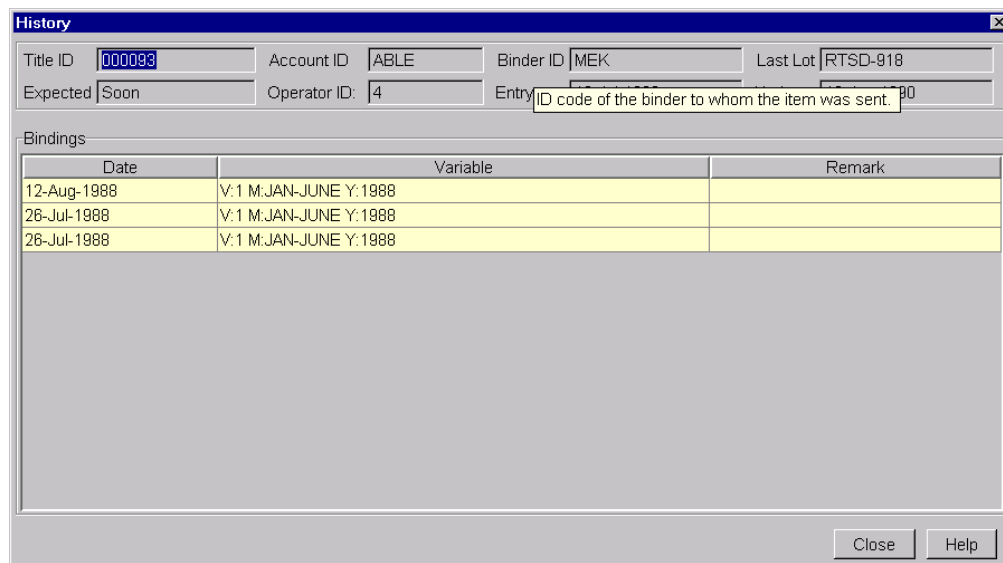 History
Title ID 000093 Account ID ABLE Binder ID MEK Last Lot RTSD-918
Expected Soon Operator ID: 4 Entry ID code of the binder to whom the item was sent. 90
Bindings
Date Variable Remark
12-Aug-1988 V:1 M:JAN-JUNE Y:1988
26-Jul-1988 V:1 M:JAN-JUNE Y:1988
26-Jul-1988 V:1 M:JAN-JUNE Y:1988
Close Help